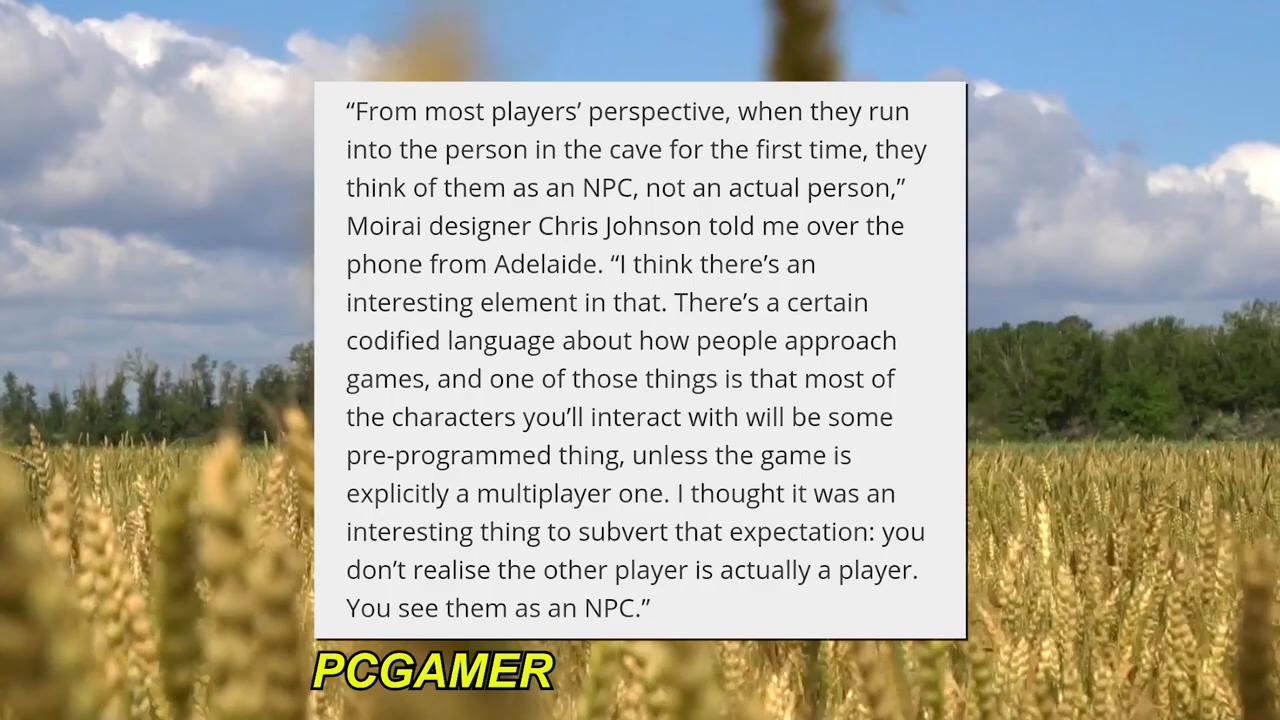 “From most players’ perspective, when they run
into the person in the cave for the first time, they
think of them as an NPC, not an actual person,”
Moirai designer Chris Johnson told me over the
phone from Adelaide. “I think there’s an
interesting element in that. There’s a certain
codified language about how people approach
games, and one of those things is that most of
the characters you’ll interact with will be some
pre-programmed thing, unless the game is
explicitly a multiplayer one. I thought it was an
interesting thing to subvert that expectation: you
don’t realise the other player is actually a player.
You see them as an NPC.”
PCGAMER